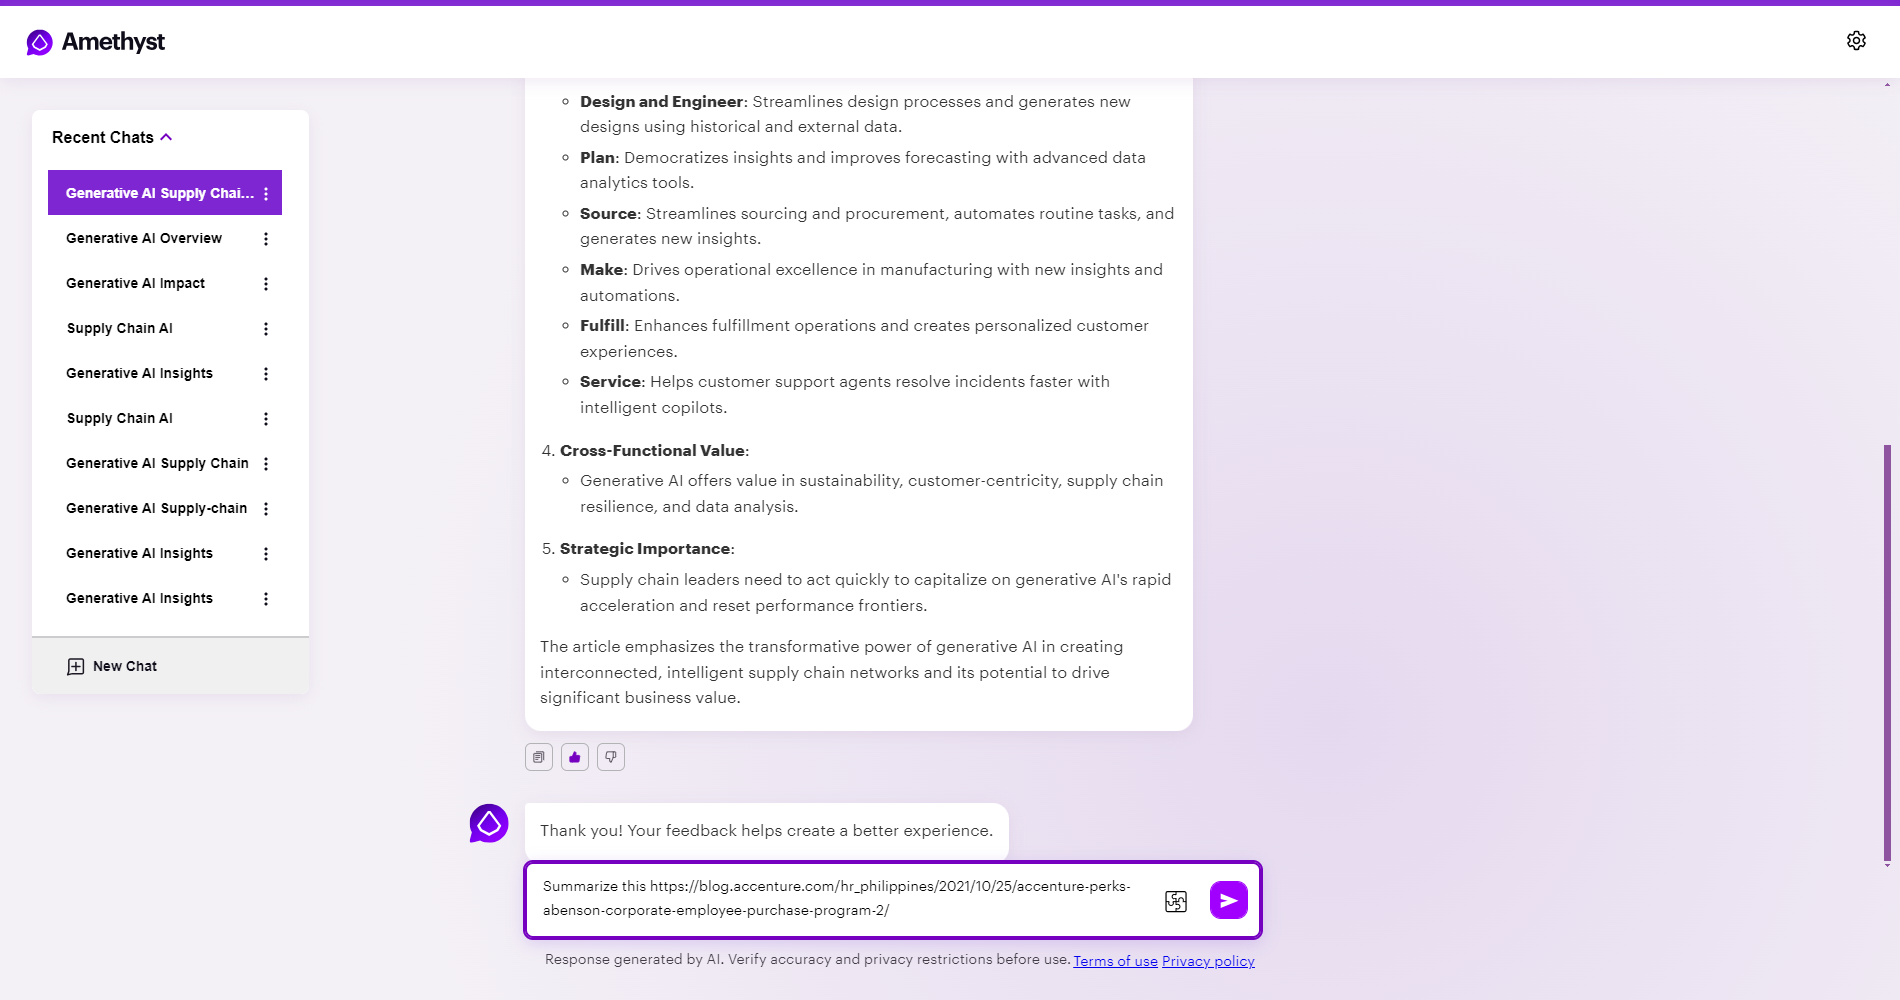 Amethyst
Recent Chats
Generative AI Supply Chai...
Generative AI Overview
Generative AI Impact
Supply Chain AI
Generative AI Insights
Supply Chain AI
Generative AI Supply Chain
Generative AI Supply-chain
Generative AI Insights
Generative AI Insights
New Chat
Design and Engineer: Streamlines design processes and generates new
designs using historical and external data.
Plan: Democratizes insights and improves forecasting with advanced data
analytics tools.
Source: Streamlines sourcing and procurement, automates routine tasks, and
generates new insights.
Make: Drives operational excellence in manufacturing with new insights and
automations.
Fulfill: Enhances fulfillment operations and creates personalized customer
experiences.
Service: Helps customer support agents resolve incidents faster with
intelligent copilots.
4. Cross-Functional Value:
Generative AI offers value in sustainability, customer-centricity, supply chain
resilience, and data analysis.
5. Strategic Importance:
Supply chain leaders need to act quickly to capitalize on generative AI's rapid
acceleration and reset performance frontiers.
The article emphasizes the transformative power of generative AI in creating
interconnected, intelligent supply chain networks and its potential to drive
significant business value.
Thank you! Your feedback helps create a better experience.
Summarize this https://blog.accenture.com/hr_philippines/2021/10/25/accenture-perks-
abenson-corporate-employee-purchase-program-2/
Response generated by AI. Verify accuracy and privacy restrictions before use. Terms of use Privacy policy